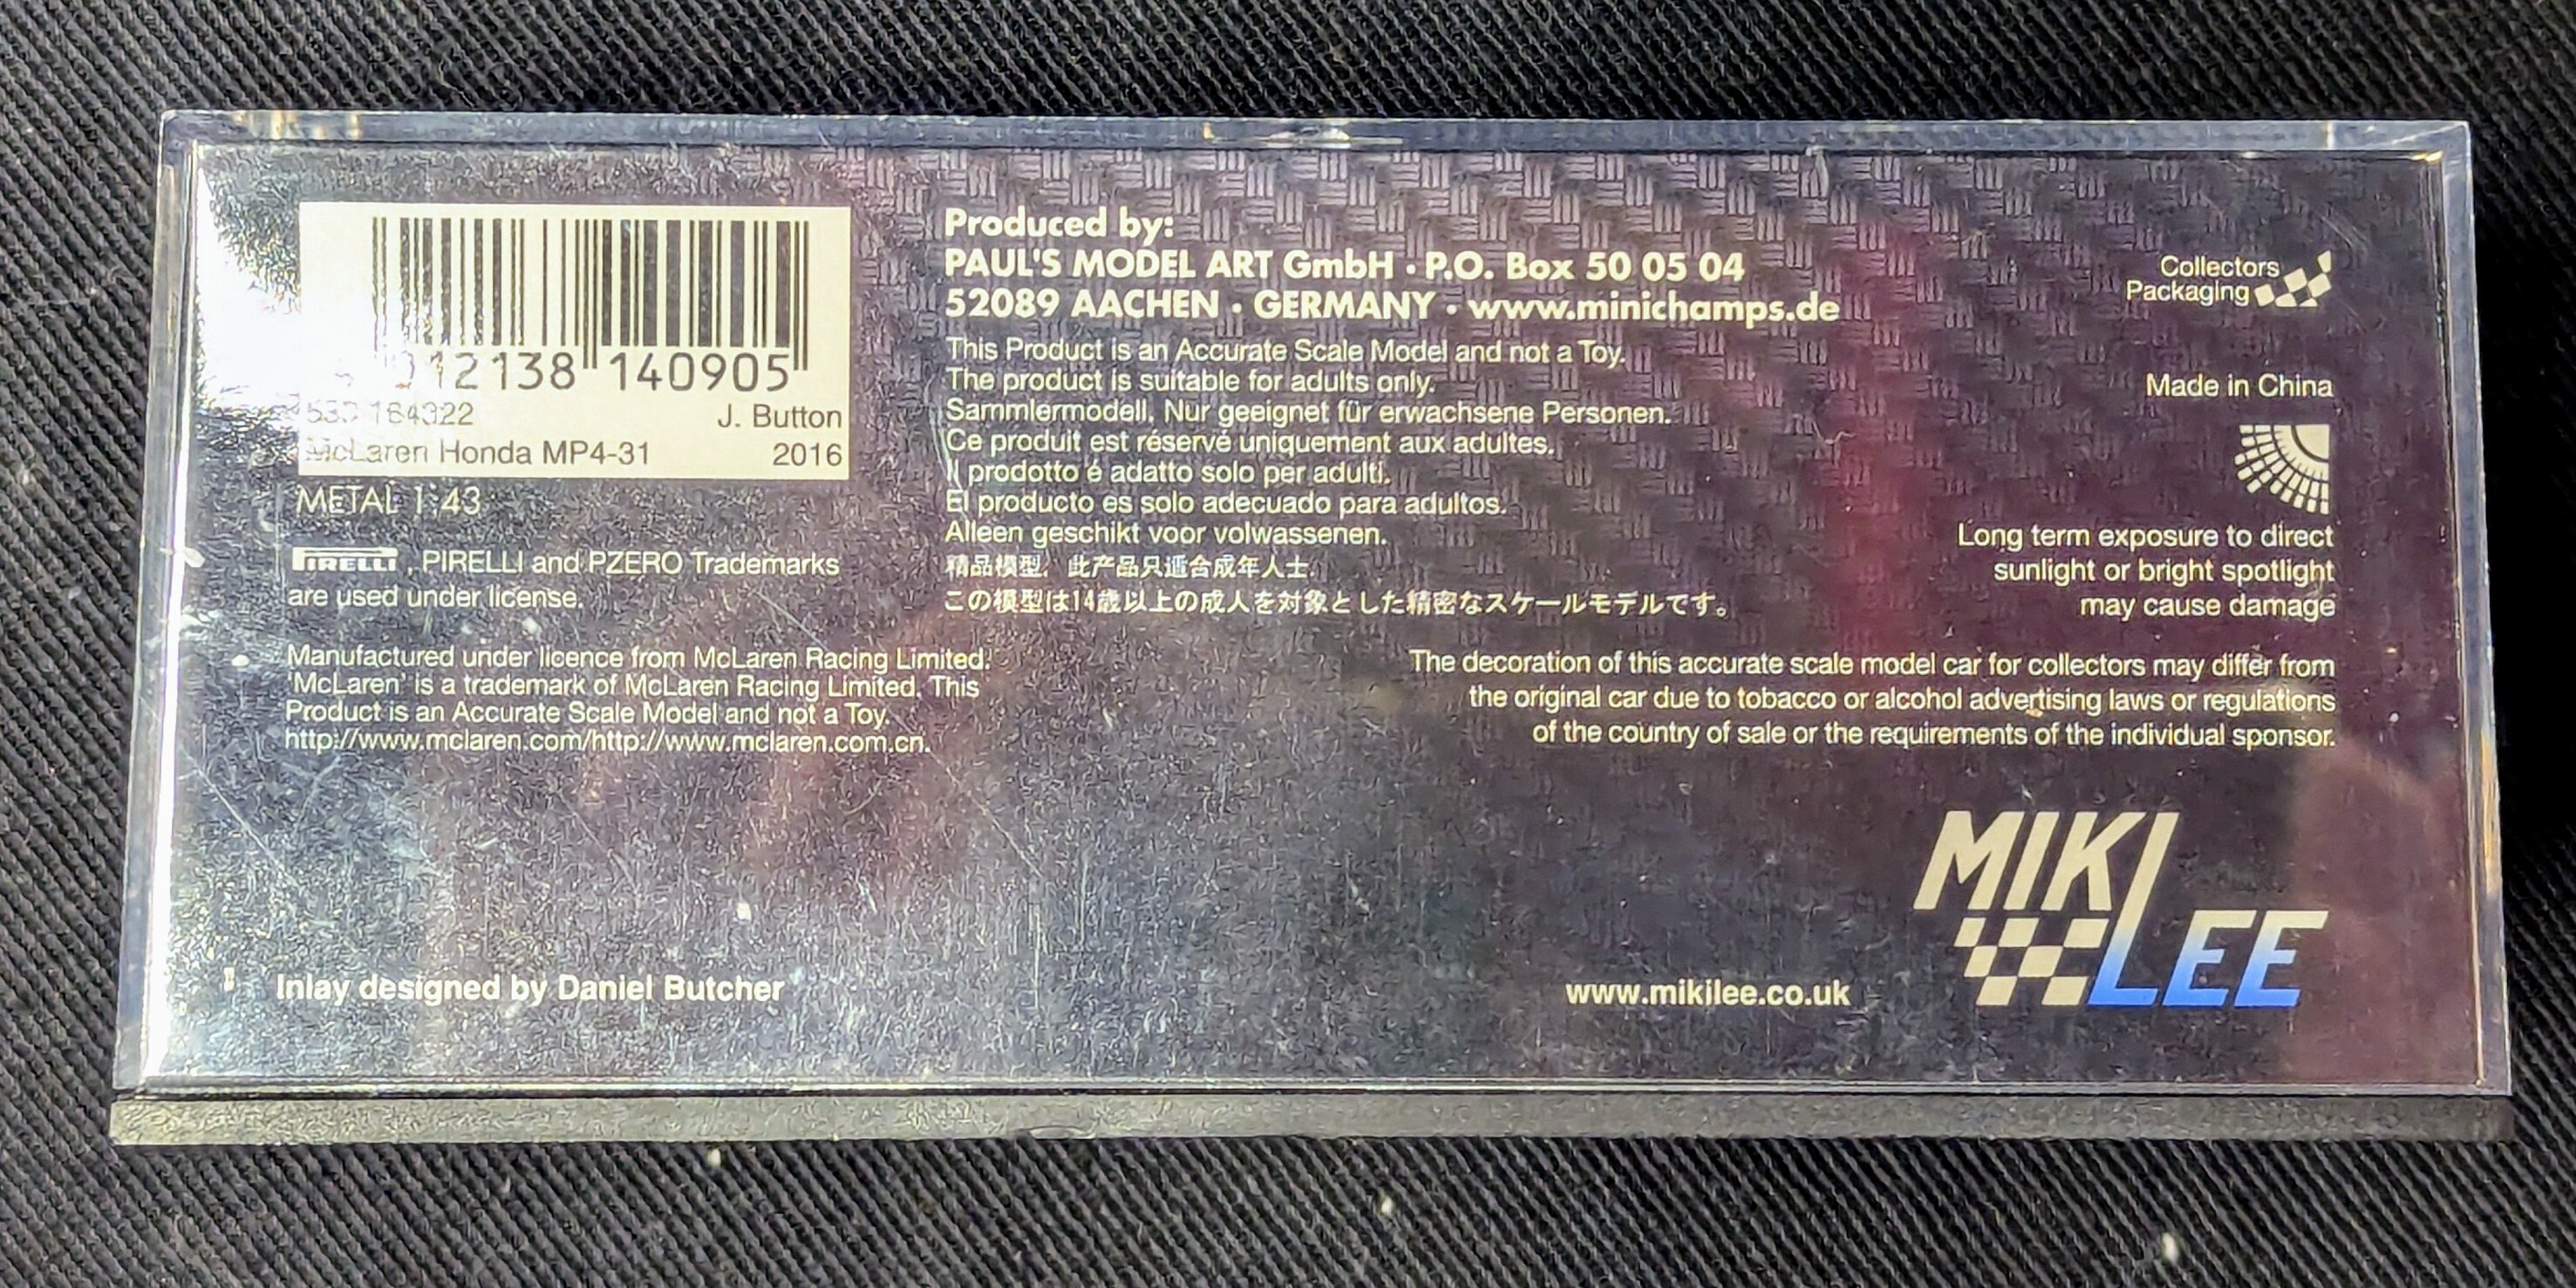 012138 140905
530 164322 J. Button
McLaren Honda MP4-31 2016
METAL 1:43
PIRELLI , PIRELLI and PZERO Trademarks
are used under license.
Manufactured under licence from McLaren Racing Limited.
'McLaren' is a trademark of McLaren Racing Limited. This
Product is an Accurate Scale Model and not a Toy.
http://www.mclaren.com/http://www.mclaren.com.cn.
Inlay designed by Daniel Butcher
Produced by:
PAUL'S MODEL ART GmbH • P.O. Box 50 05 04
52089 AACHEN • GERMANY • www.minichamps.de
This Product is an Accurate Scale Model and not a Toy.
The product is suitable for adults only.
Sammlermodell. Nur geeignet für erwachsene Personen.
Ce produit est réservé uniquement aux adultes.
Il prodotto é adatto solo per adulti.
El producto es solo adecuado para adultos.
Alleen geschikt voor volwassenen.
精品模型. 此产品只适合成年人士.
この模型は14歳以上の成人を対象とした精密なスケールモデルです。
Collectors
Packaging
Made in China
Long term exposure to direct
sunlight or bright spotlight
may cause damage
The decoration of this accurate scale model car for collectors may differ from
the original car due to tobacco or alcohol advertising laws or regulations
of the country of sale or the requirements of the individual sponsor.
MIKI
LEE
www.mikilee.co.uk